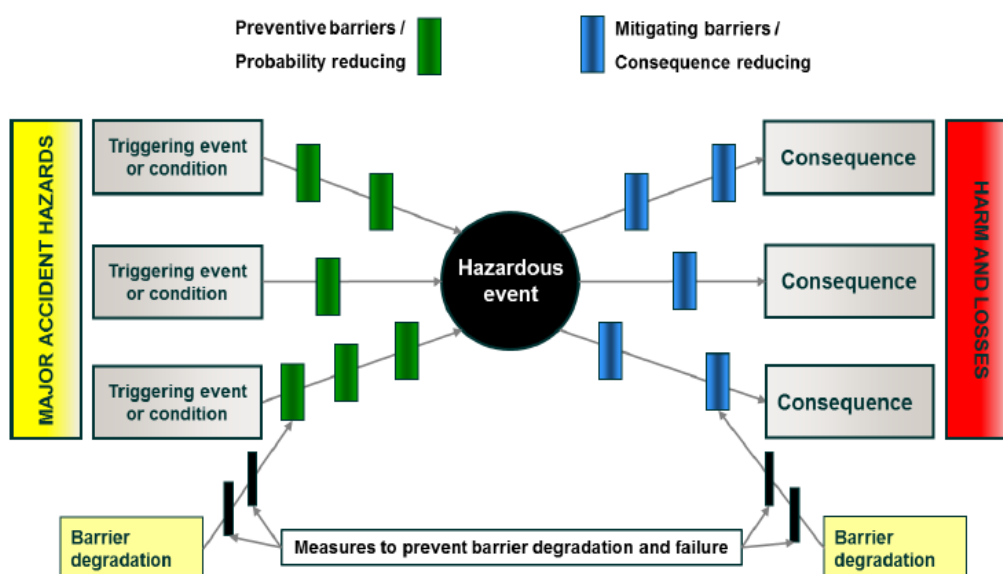 Preventive barriers /
Probability reducing
Mitigating barriers /
Consequence reducing
MAJOR ACCIDENT HAZARDS
Triggering event
or condition
Triggering event
or condition
Triggering event
or condition
Hazardous
event
Consequence
Consequence
Consequence
HARM AND LOSSES
Barrier
degradation
Measures to prevent barrier degradation and failure
Barrier
degradation